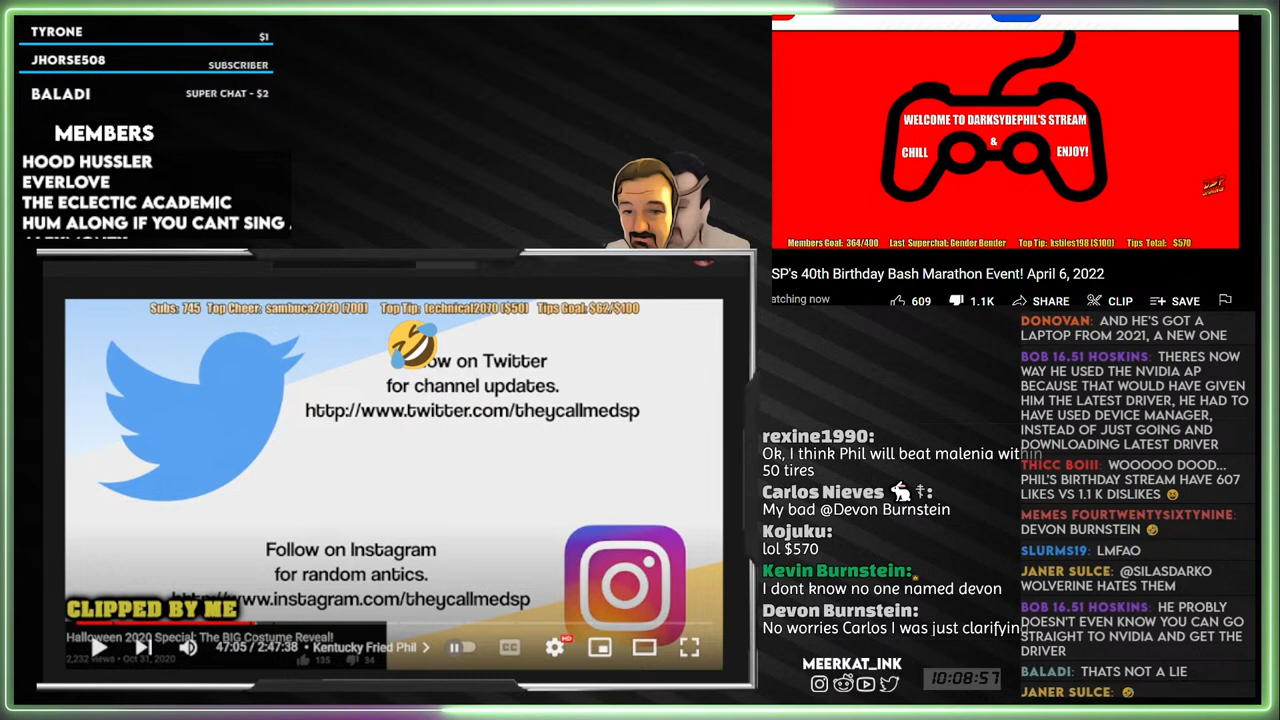 TYRONE $1
JHORSE508 SUBSCRIBER
BALADI SUPER CHAT - $2
MEMBERS
HOOD HUSSLER
EVERLOVE
THE ECLECTIC ACADEMIC
HUM ALONG IF YOU CANT SING
WELCOME TO DARKSYDEPHIL'S STREAM
&
CHILL ENJOY!
Members Goal: 364/400 Last Superchat: Gender Bender Top Tip: kstiles198 ($100) Tips Total: $570
SP's 40th Birthday Bash Marathon Event! April 6, 2022
atching now 609 1.1K SHARE CLIP SAVE
Subs: 745 Top Cheer: sambuca2020 (700) Top Tip: technical2070 ($50) Tips Goal: $62/$100
ow on Twitter
for channel updates.
http://www.twitter.com/theycallmedsp
Follow on Instagram
for random antics.
www.instagram.com/theycallmedsp
CLIPPED BY ME
Halloween 2020 Special: The BIG Costume Reveal!
47:05 / 2:47:38 • Kentucky Fried Phil
CC
HD
2,232 views • Oct 31, 2020 135 34
rexine1990:
Ok, I think Phil will beat malenia within
50 tires
Carlos Nieves 🐇☦:
My bad @Devon Burnstein
Kojuku:
lol $570
Kevin Burnstein:
I dont know no one named devon
Devon Burnstein:
No worries Carlos I was just clarifyin
MEERKAT_INK
10:08:57
DONOVAN: AND HE'S GOT A
LAPTOP FROM 2021, A NEW ONE
BOB 16.51 HOSKINS: THERES NOW
WAY HE USED THE NVIDIA AP
BECAUSE THAT WOULD HAVE GIVEN
HIM THE LATEST DRIVER, HE HAD TO
HAVE USED DEVICE MANAGER,
INSTEAD OF JUST GOING AND
DOWNLOADING LATEST DRIVER
THICC BOIII: WOOOOO DOOD...
PHIL'S BIRTHDAY STREAM HAVE 607
LIKES VS 1.1 K DISLIKES 😆
MEMES FOURTWENTYSIXTYNINE:
DEVON BURNSTEIN 🤣
SLURMS19: LMFAO
JANER SULCE: @SILASDARKO
WOLVERINE HATES THEM
BOB 16.51 HOSKINS: HE PROBLY
DOESN'T EVEN KNOW YOU CAN GO
STRAIGHT TO NVIDIA AND GET THE
DRIVER
BALADI: THATS NOT A LIE
JANER SULCE: 🤣